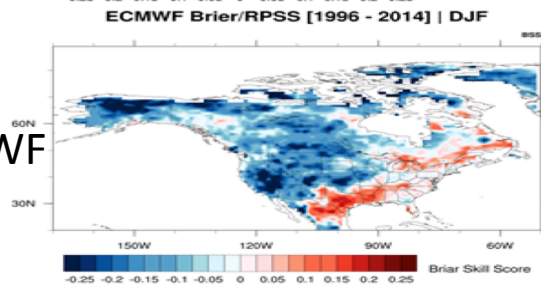 ECMWF Brier/RPSS [1996 - 2014] | DJF
BSS
60N
WF
30N
150W 120W 90W 60W
-0.25 -0.2 -0.15 -0.1 -0.05 0 0.05 0.1 0.15 0.2 0.25
Briar Skill Score